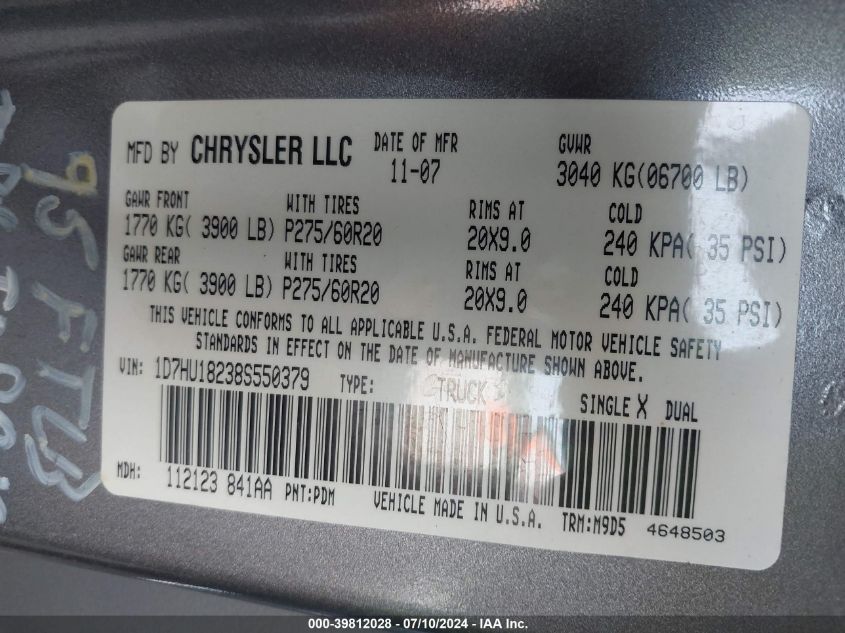 MFD BY CHRYSLER LLC DATE OF MFR 11-07 GVWR 3040 KG(06700 LB)
GAWR FRONT WITH TIRES RIMS AT COLD
1770 KG( 3900 LB) P275/60R20 20X9.0 240 KPA( 35 PSI)
GAWR REAR WITH TIRES RIMS AT COLD
1770 KG( 3900 LB) P275/60R20 20X9.0 240 KPA( 35 PSI)
THIS VEHICLE CONFORMS TO ALL APPLICABLE U.S.A. FEDERAL MOTOR VEHICLE SAFETY
STANDARDS IN EFFECT ON THE DATE OF MANUFACTURE SHOWN ABOVE.
VIN: 1D7HU18238S550379 TYPE: TRUCK SINGLE X DUAL
MDH: 112123 841AA PNT:PDM VEHICLE MADE IN U.S.A. TRM:M9D5 4648503
95 FTLB
000-39812028 - 07/10/2024 - IAA Inc.